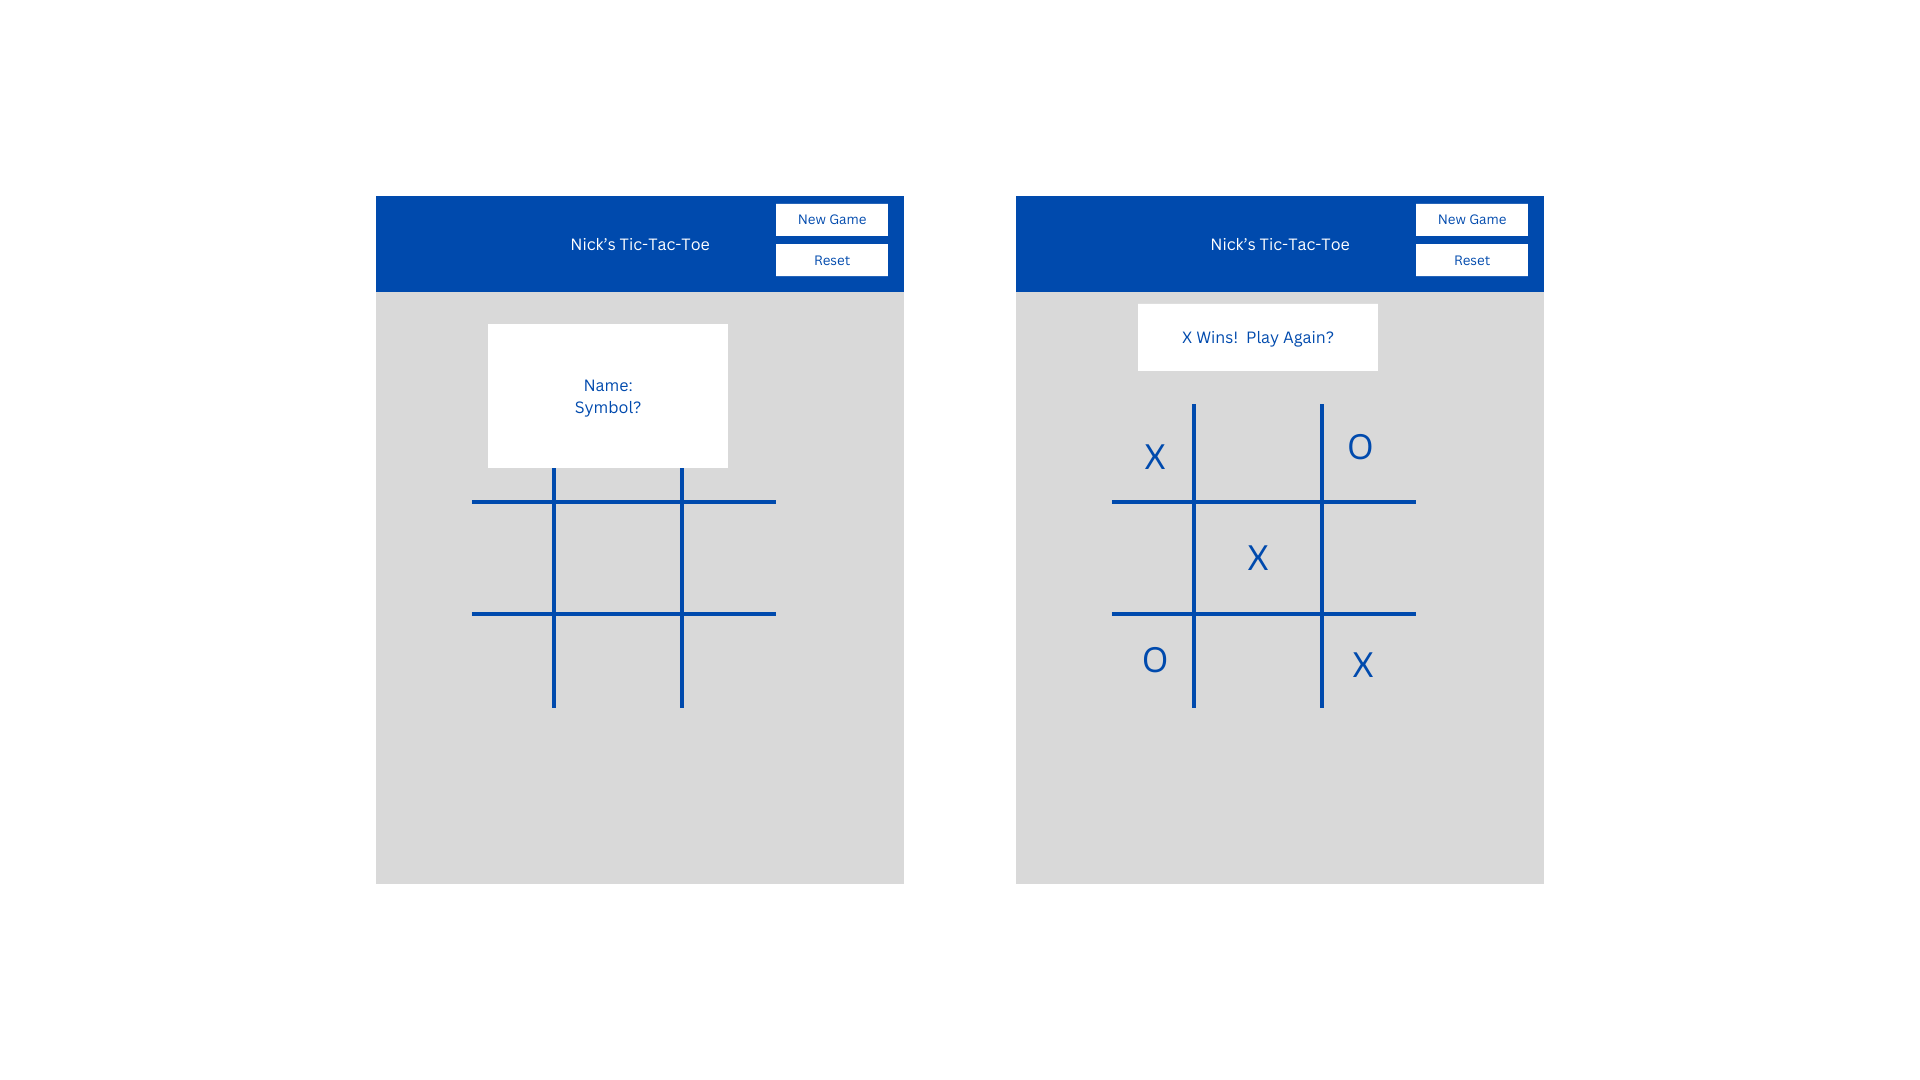 New Game
Nick’s Tic-Tac-Toe
Reset
Name:
Symbol?
New Game
Nick’s Tic-Tac-Toe
Reset
X Wins!  Play Again?
X
O
X
O
X